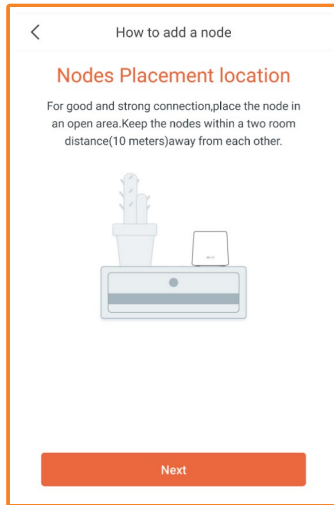 How to add a node
Nodes Placement location
For good and strong connection,place the node in
an open area.Keep the nodes within a two room
distance(10 meters)away from each other.
Next